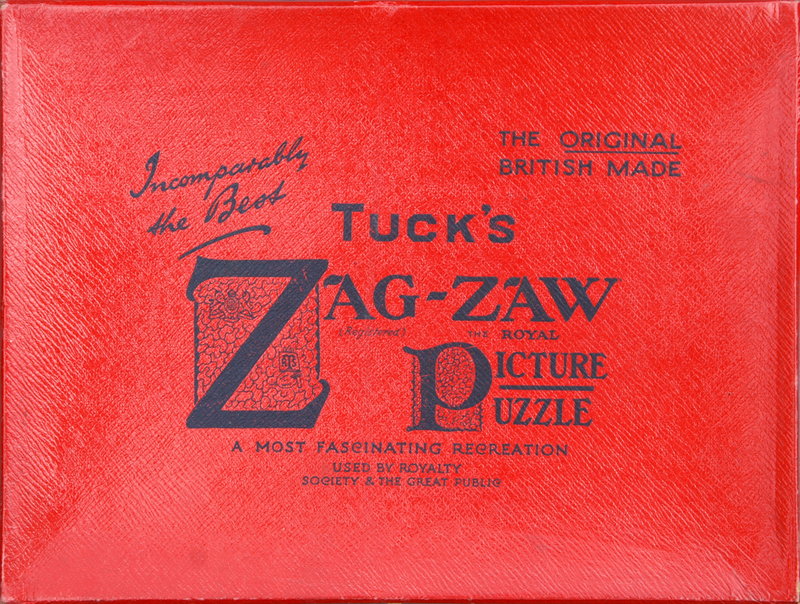 Incomparably
the Best
THE ORIGINAL
BRITISH MADE
TUCK'S
ZAG-ZAW
(Registered)
THE ROYAL
PICTURE
PUZZLE
A MOST FASCINATING RECREATION
USED BY ROYALTY
SOCIETY & THE GREAT PUBLIC